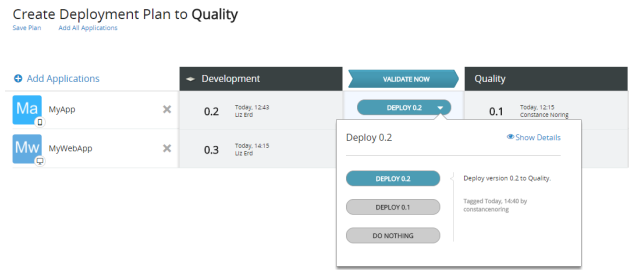 Create Deployment Plan to Quality
Save Plan Add All Applications
Add Applications Development VALIDATE NOW Quality
Ma MyApp 0.2 Today, 12:43 DEPLOY 0.2 0.1 Today, 12:15
Liz Erd Constance Noring
Mw MyWebApp 0.3 Today, 14:15
Liz Erd
Deploy 0.2 Show Details
DEPLOY 0.2 Deploy version 0.2 to Quality.
DEPLOY 0.1 Tagged Today, 14:40 by
constancenoring
DO NOTHING